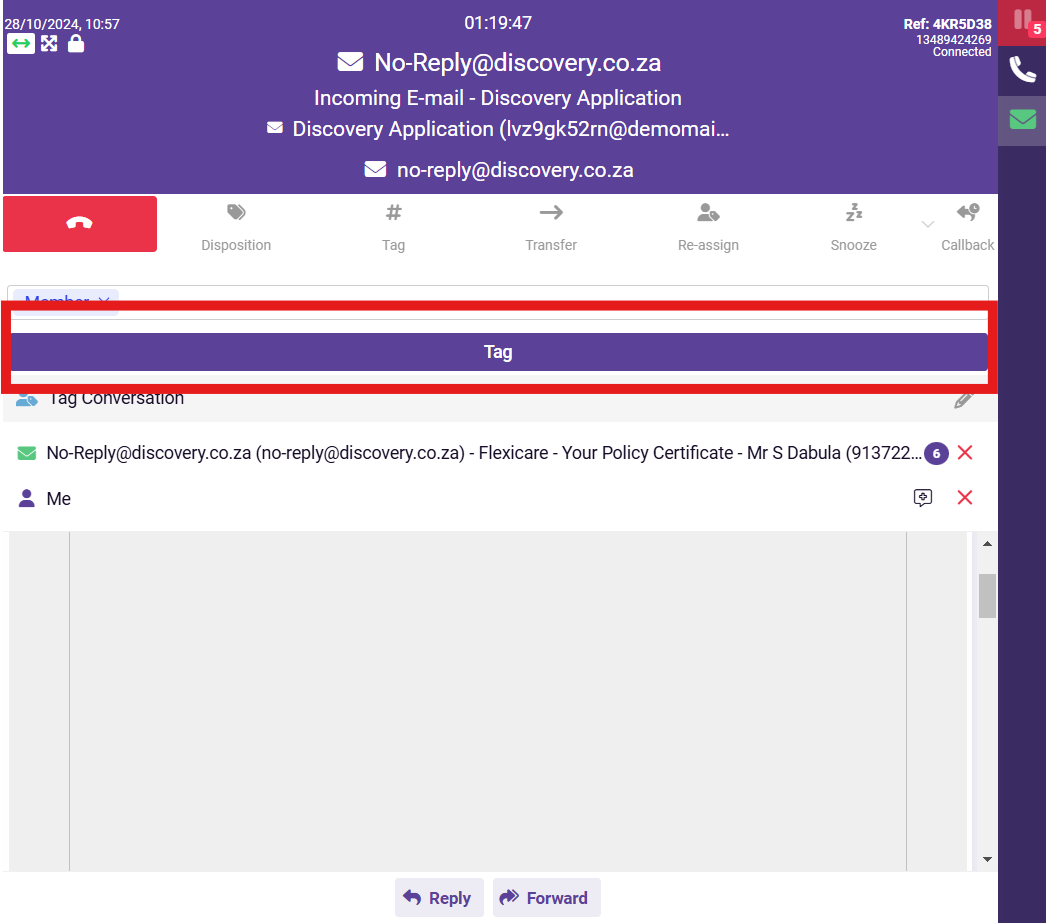 28/10/2024, 10:57
01:19:47
Ref: 4KR5D38
13489424269
Connected
5
No-Reply@discovery.co.za
Incoming E-mail - Discovery Application
Discovery Application (lvz9gk52rn@demomai...
no-reply@discovery.co.za
Disposition
Tag
Transfer
Re-assign
Snooze
Callback
Member
Tag
Tag Conversation
No-Reply@discovery.co.za (no-reply@discovery.co.za) - Flexicare - Your Policy Certificate - Mr S Dabula (913722... 6
Me
Reply
Forward